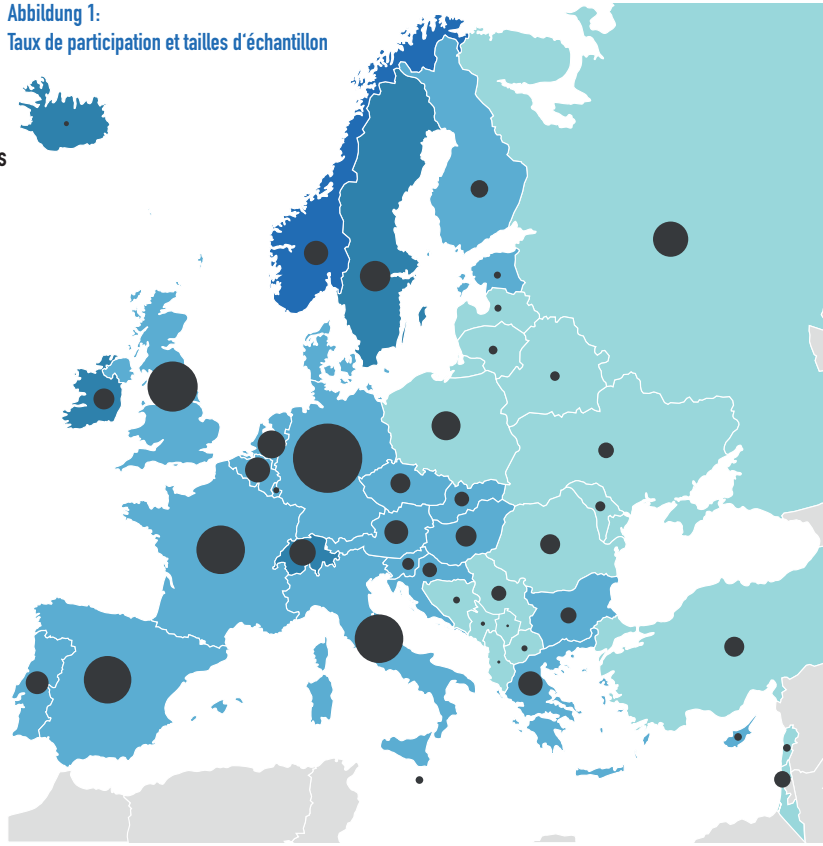 Abbildung 1:
Taux de participation et tailles d‘échantillon
s